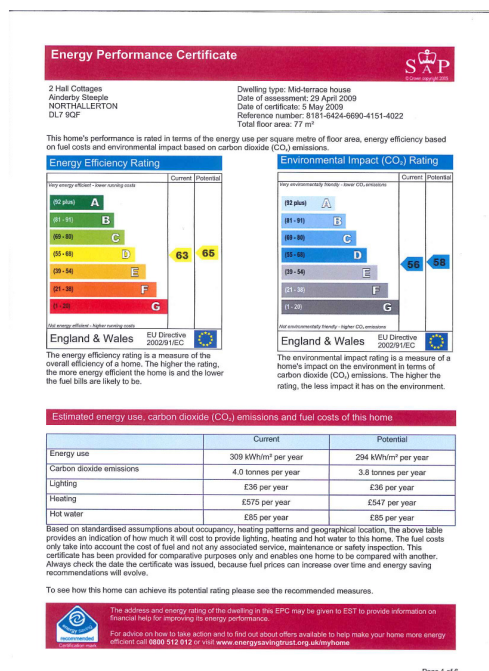 Energy Performance Certificate
SAP
© Crown copyright 2009
2 Hall Cottages
Ainderby Steeple
NORTHALLERTON
DL7 9QF
Dwelling type: Mid-terrace house
Date of assessment: 29 April 2009
Date of certificate: 5 May 2009
Reference number: 8181-6424-6690-4151-4022
Total floor area: 77 m²
This home's performance is rated in terms of the energy use per square metre of floor area, energy efficiency based
on fuel costs and environmental impact based on carbon dioxide (CO₂) emissions.
Energy Efficiency Rating
Current Potential
Very energy efficient - lower running costs
(92 plus) A
(81 - 91) B
(69 - 80) C
(55 - 68) D
(39 - 54) E
(21 - 38) F
(1 - 20) G
63 65
Not energy efficient - higher running costs
England & Wales
EU Directive
2002/91/EC
The energy efficiency rating is a measure of the
overall efficiency of a home. The higher the rating,
the more energy efficient the home is and the lower
the fuel bills are likely to be.
Environmental Impact (CO₂) Rating
Current Potential
Very environmentally friendly - lower CO₂ emissions
(92 plus) A
(81 - 91) B
(69 - 80) C
(55 - 68) D
(39 - 54) E
(21 - 38) F
(1 - 20) G
56 58
Not environmentally friendly - higher CO₂ emissions
England & Wales
EU Directive
2002/91/EC
The environmental impact rating is a measure of a
home's impact on the environment in terms of
carbon dioxide (CO₂) emissions. The higher the
rating, the less impact it has on the environment.
Estimated energy use, carbon dioxide (CO₂) emissions and fuel costs of this home
Current Potential
Energy use 309 kWh/m² per year 294 kWh/m² per year
Carbon dioxide emissions 4.0 tonnes per year 3.8 tonnes per year
Lighting £36 per year £36 per year
Heating £575 per year £547 per year
Hot water £85 per year £85 per year
Based on standardised assumptions about occupancy, heating patterns and geographical location, the above table
provides an indication of how much it will cost to provide lighting, heating and hot water to this home. The fuel costs
only take into account the cost of fuel and not any associated service, maintenance or safety inspection. This
certificate has been provided for comparative purposes only and enables one home to be compared with another.
Always check the date the certificate was issued, because fuel prices can increase over time and energy saving
recommendations will evolve.
To see how this home can achieve its potential rating please see the recommended measures.
energy saving
recommended
Certification mark
The address and energy rating of the dwelling in this EPC may be given to EST to provide information on
financial help for improving its energy performance.
For advice on how to take action and to find out about offers available to help make your home more energy
efficient call 0800 512 012 or visit www.energysavingtrust.org.uk/myhome